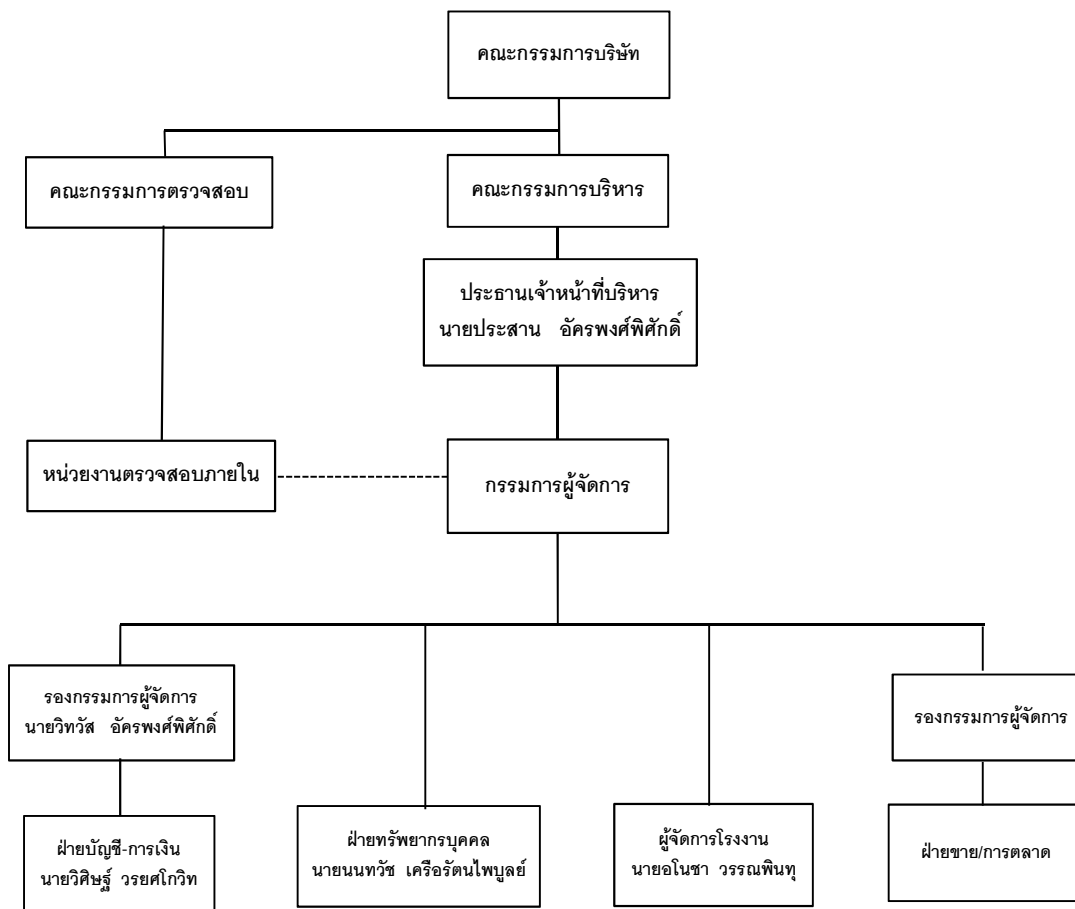 คณะกรรมการบริษัท
คณะกรรมการตรวจสอบ
คณะกรรมการบริหาร
ประธานเจ้าหน้าที่บริหาร
นายประสาน อัครพงศ์พิศักดิ์
หน่วยงานตรวจสอบภายใน
กรรมการผู้จัดการ
รองกรรมการผู้จัดการ
นายวิทวัส อัครพงศ์พิศักดิ์
รองกรรมการผู้จัดการ
ฝ่ายบัญชี-การเงิน
นายวิศิษฐ์ วรยศโกวิท
ฝ่ายทรัพยากรบุคคล
นายนนทวัช เครือรัตนไพบูลย์
ผู้จัดการโรงงาน
นายอโนชา วรรณพินทุ
ฝ่ายขาย/การตลาด